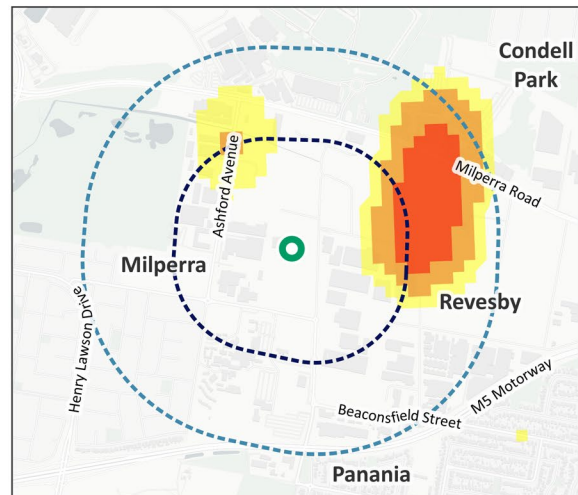 Condell
Park
Milperra Road
Ashford Avenue
Milperra
Revesby
Henry Lawson Drive
M5 Motorway
Beaconsfield Street
Panania